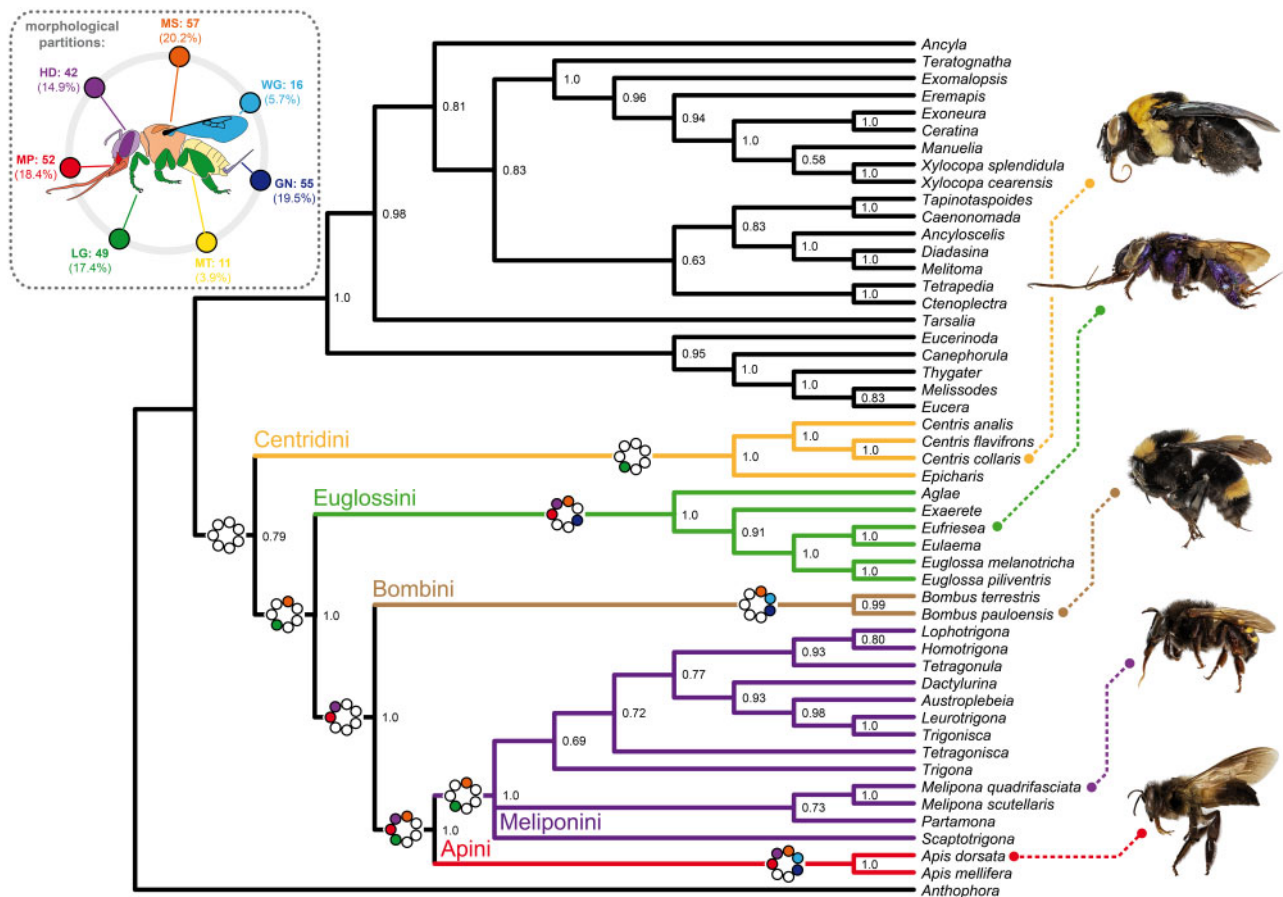 morphological
partitions:
MS: 57
(20.2%)
HD: 42
(14.9%)
WG: 16
(5.7%)
MP: 52
(18.4%)
GN: 55
(19.5%)
LG: 49
(17.4%)
MT: 11
(3.9%)
Ancyla
Teratognatha
1.0
Exomalopsis
0.96
Eremapis
0.81
0.94
Exoneura
1.0
Ceratina
1.0
Manuelia
0.58
Xylocopa splendidula
1.0
0.83
Xylocopa cearensis
Tapinotaspoides
1.0
0.98
Caenonomada
0.83
Ancyloscelis
1.0
Diadasina
0.63
1.0
Melitoma
Tetrapedia
1.0
1.0
Ctenoplectra
Tarsalia
Eucerinoda
0.95
Canephorula
1.0
Thygater
1.0
Melissodes
0.83
Eucera
Centridini
Centris analis
1.0
Centris flavifrons
1.0
1.0
Centris collaris
Epicharis
Euglossini
Aglae
1.0
Exaerete
0.79
0.91
Eufriesea
1.0
1.0
Eulaema
Euglossa melanotricha
1.0
Euglossa piliventris
Bombini
Bombus terrestris
0.99
1.0
Bombus pauloensis
Lophotrigona
0.80
0.93
Homotrigona
0.77
Tetragonula
Dactylurina
0.93
Austroplebeia
0.72
0.98
Leurotrigona
1.0
1.0
Trigonisca
0.69
Tetragonisca
Trigona
Melipona quadrifasciata
1.0
1.0
Melipona scutellaris
0.73
Meliponini
Partamona
1.0
Scaptotrigona
Apini
Apis dorsata
1.0
Apis mellifera
Anthophora